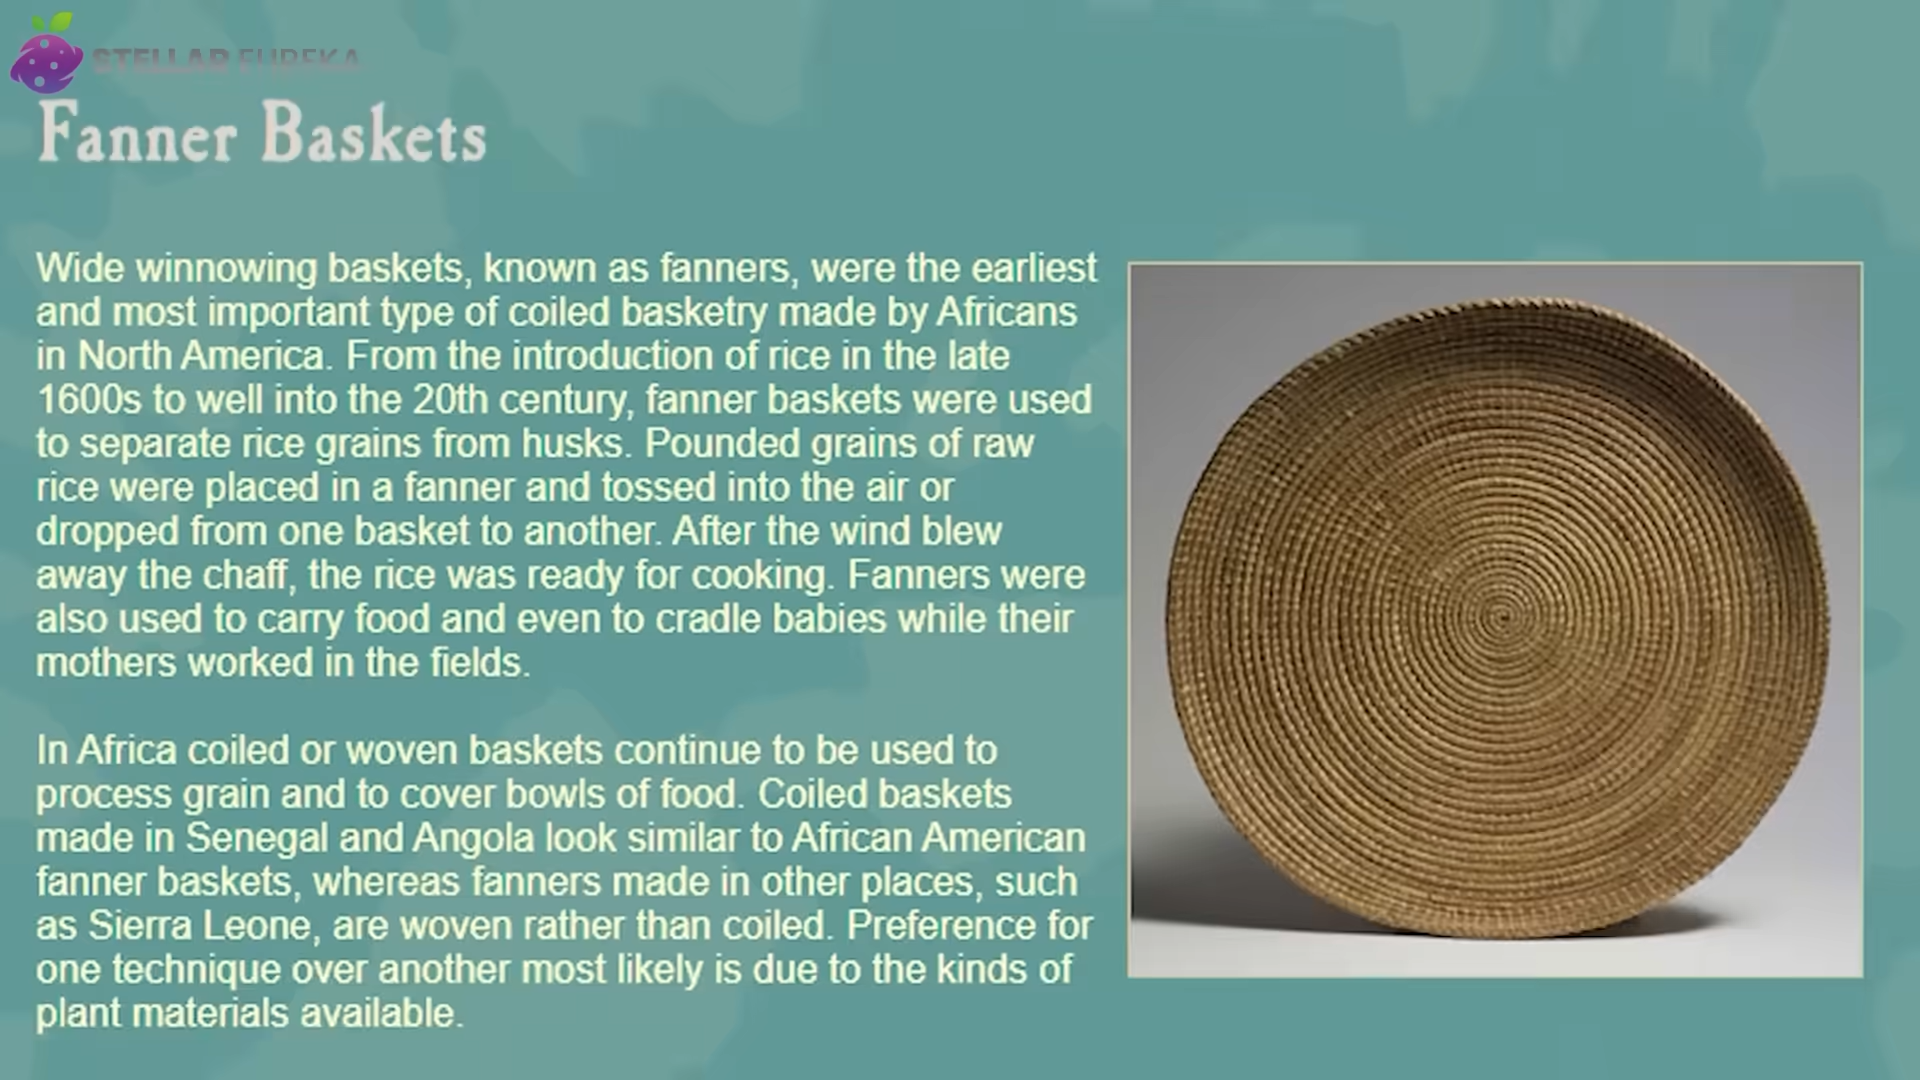 STELLAR EUREKA
Fanner Baskets
Wide winnowing baskets, known as fanners, were the earliest
and most important type of coiled basketry made by Africans
in North America. From the introduction of rice in the late
1600s to well into the 20th century, fanner baskets were used
to separate rice grains from husks. Pounded grains of raw
rice were placed in a fanner and tossed into the air or
dropped from one basket to another. After the wind blew
away the chaff, the rice was ready for cooking. Fanners were
also used to carry food and even to cradle babies while their
mothers worked in the fields.
In Africa coiled or woven baskets continue to be used to
process grain and to cover bowls of food. Coiled baskets
made in Senegal and Angola look similar to African American
fanner baskets, whereas fanners made in other places, such
as Sierra Leone, are woven rather than coiled. Preference for
one technique over another most likely is due to the kinds of
plant materials available.